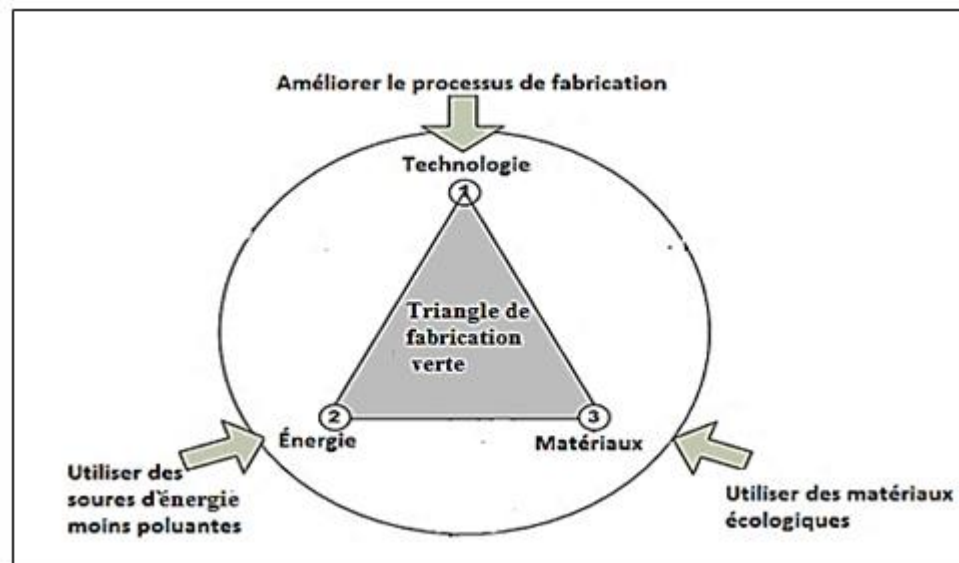 Améliorer le processus de fabrication
Technologie
1
Triangle de
fabrication
verte
2
3
Énergie
Matériaux
Utiliser des
soures d'énergie
moins poluantes
Utiliser des matériaux
écologiques